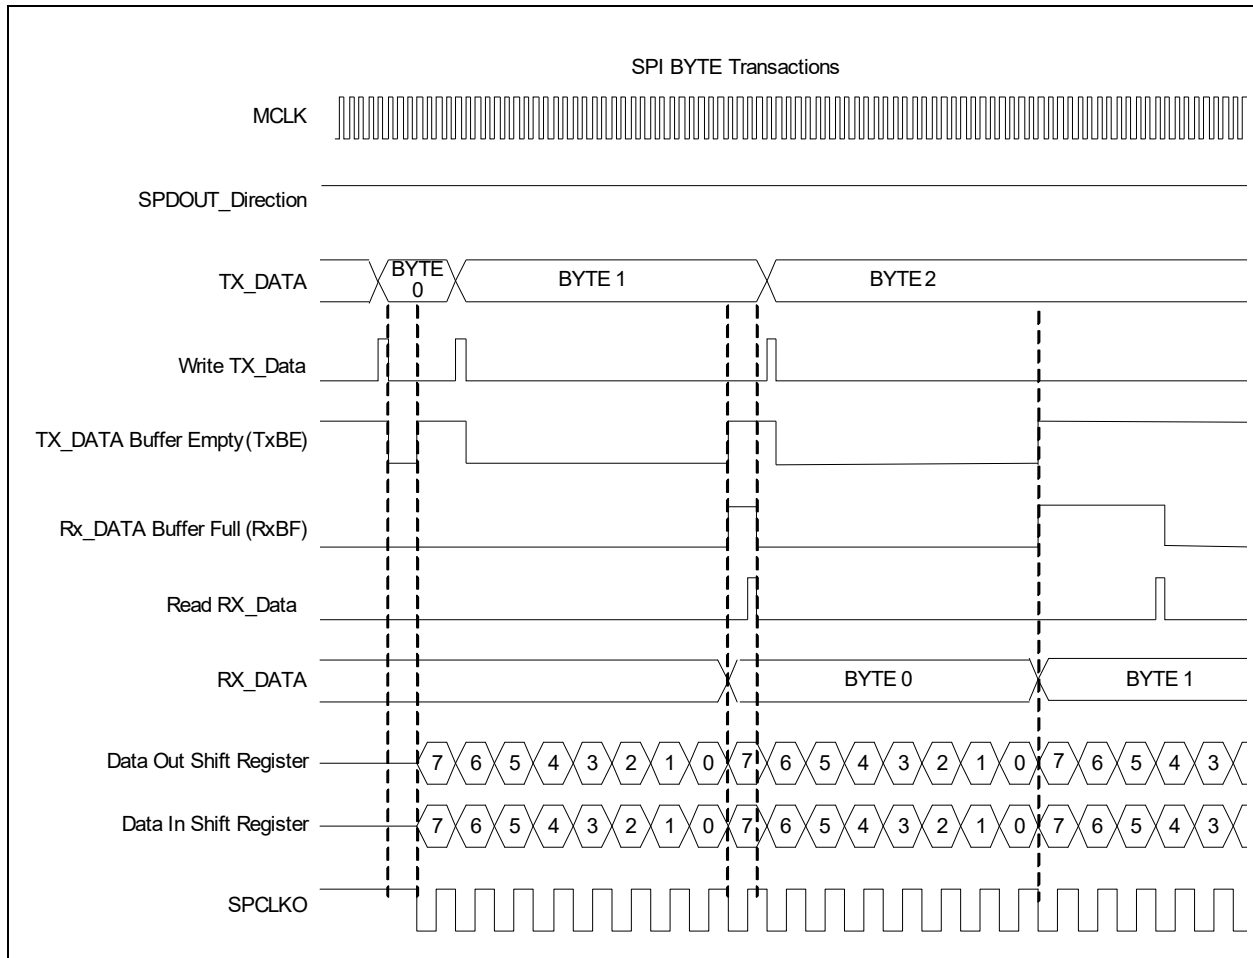 SPI BYTE Transactions
MCLK
SPDOUT_Direction
TX_DATA
BYTE
0
BYTE 1
BYTE 2
Write TX_Data
TX_DATA Buffer Empty (TxBE)
Rx_DATA Buffer Full (RxBF)
Read RX_Data
RX_DATA
BYTE 0
BYTE 1
Data Out Shift Register
7 6 5 4 3 2 1 0 7 6 5 4 3 2 1 0 7 6 5 4 3
Data In Shift Register
7 6 5 4 3 2 1 0 7 6 5 4 3 2 1 0 7 6 5 4 3
SPCLKO